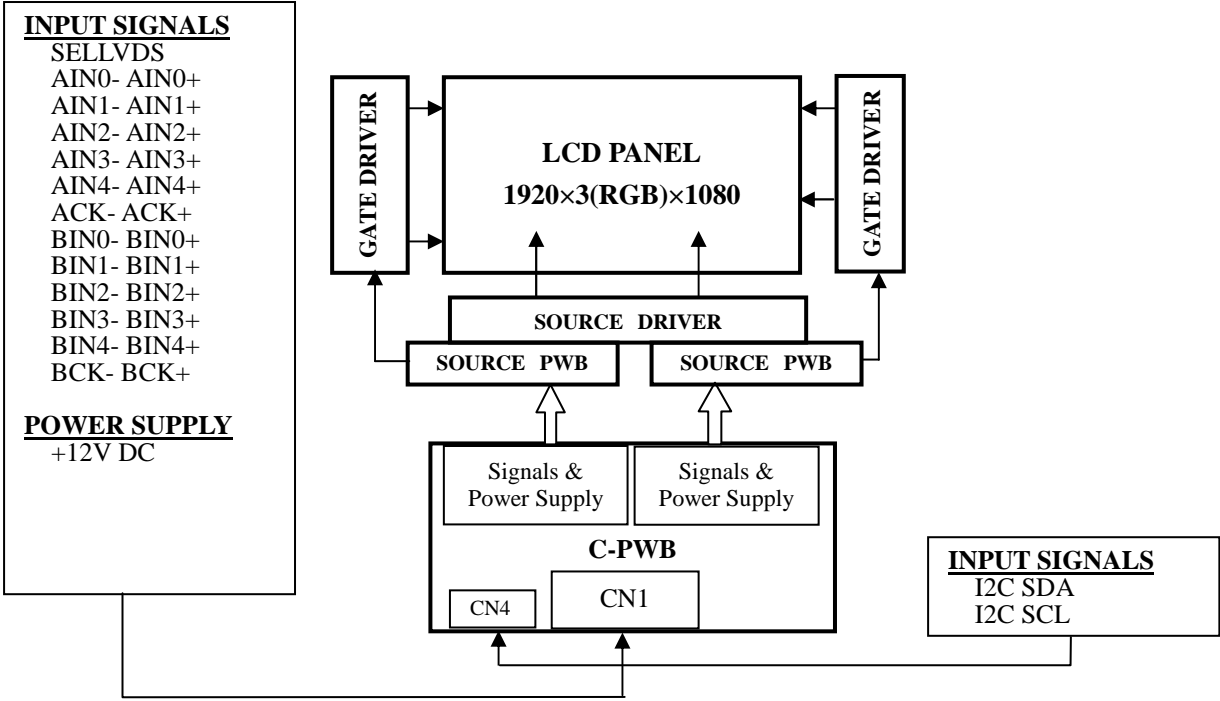 INPUT SIGNALS
SELLVDS
AIN0- AIN0+
AIN1- AIN1+
AIN2- AIN2+
AIN3- AIN3+
AIN4- AIN4+
ACK- ACK+
BIN0- BIN0+
BIN1- BIN1+
BIN2- BIN2+
BIN3- BIN3+
BIN4- BIN4+
BCK- BCK+
POWER SUPPLY
+12V DC
GATE DRIVER
LCD PANEL
1920×3(RGB)×1080
GATE DRIVER
SOURCE DRIVER
SOURCE PWB
SOURCE PWB
Signals &
Power Supply
Signals &
Power Supply
C-PWB
CN4
CN1
INPUT SIGNALS
I2C SDA
I2C SCL